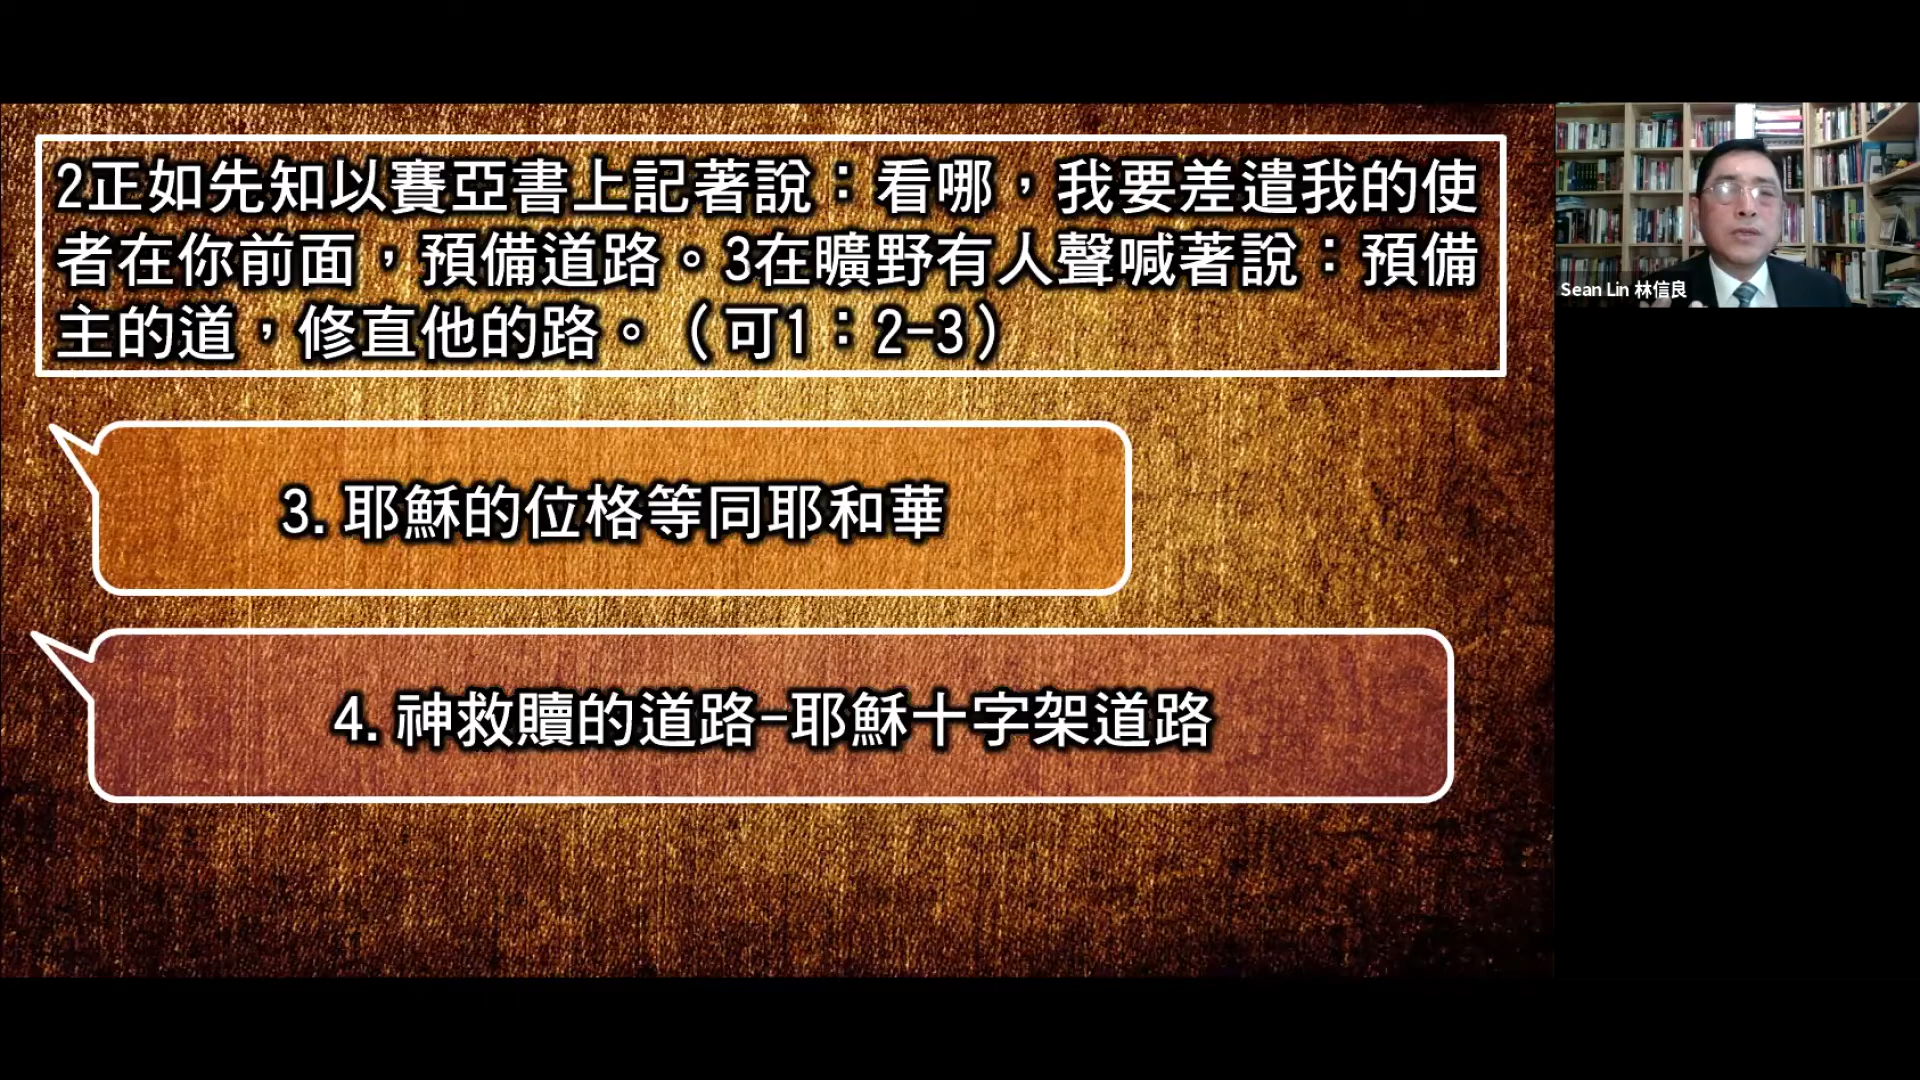 2正如先知以賽亞書上記著說：看哪，我要差遣我的使
者在你前面，預備道路。3在曠野有人聲喊著說：預備
主的道，修直他的路。（可1：2-3）
3.耶穌的位格等同耶和華
4.神救贖的道路-耶穌十字架道路
Sean Lin 林信良